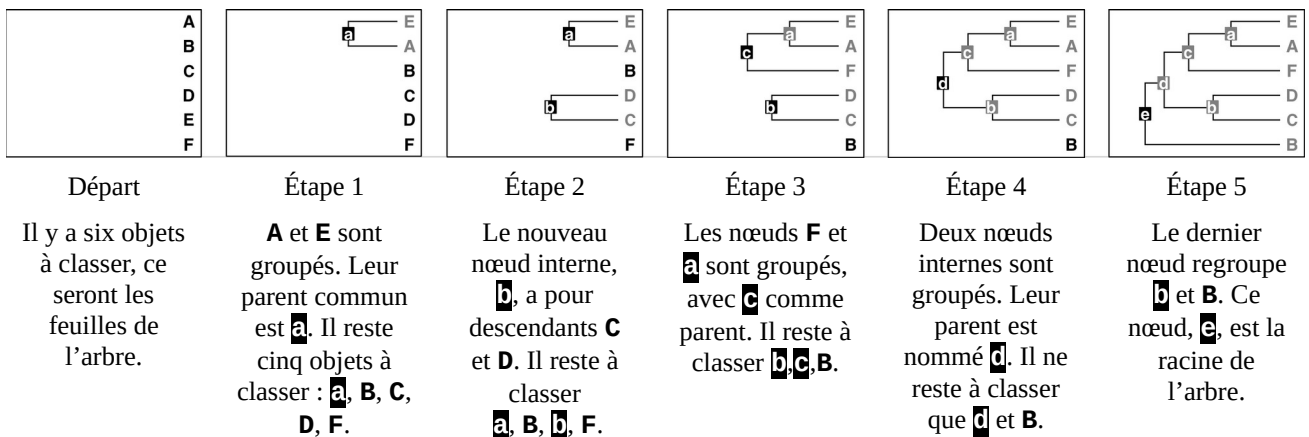 A
B
C
D
E
F
a
E
A
B
C
D
F
a
E
A
B
b
D
C
F
a
E
A
c
F
b
D
C
B
a
E
A
c
F
d
b
D
C
B
a
E
A
c
F
d
b
D
C
e
B
Départ
Il y a six objets
à classer, ce
seront les
feuilles de
l’arbre.
Étape 1
A et E sont
groupés. Leur
parent commun
est a. Il reste
cinq objets à
classer : a, B, C,
D, F.
Étape 2
Le nouveau
nœud interne,
b, a pour
descendants C
et D. Il reste à
classer
a, B, b, F.
Étape 3
Les nœuds F et
a sont groupés,
avec c comme
parent. Il reste à
classer b,c,B.
Étape 4
Deux nœuds
internes sont
groupés. Leur
parent est
nommé d. Il ne
reste à classer
que d et B.
Étape 5
Le dernier
nœud regroupe
b et B. Ce
nœud, e, est la
racine de
l’arbre.